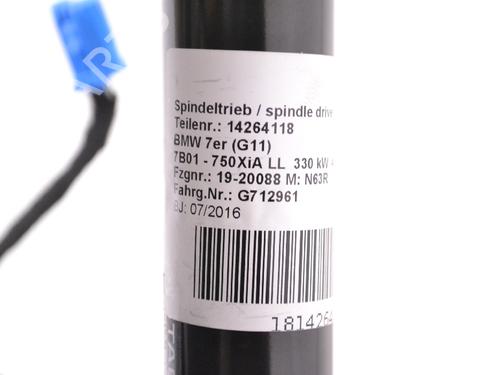 Spindeltrieb / spindle drive
Teilenr.: 14264118
BMW 7er (G11)
7B01 - 750XiA LL 330 kW
Fzgnr.: 19-20088 M: N63R
Fahrg.Nr.: G712961
BJ: 07/2016